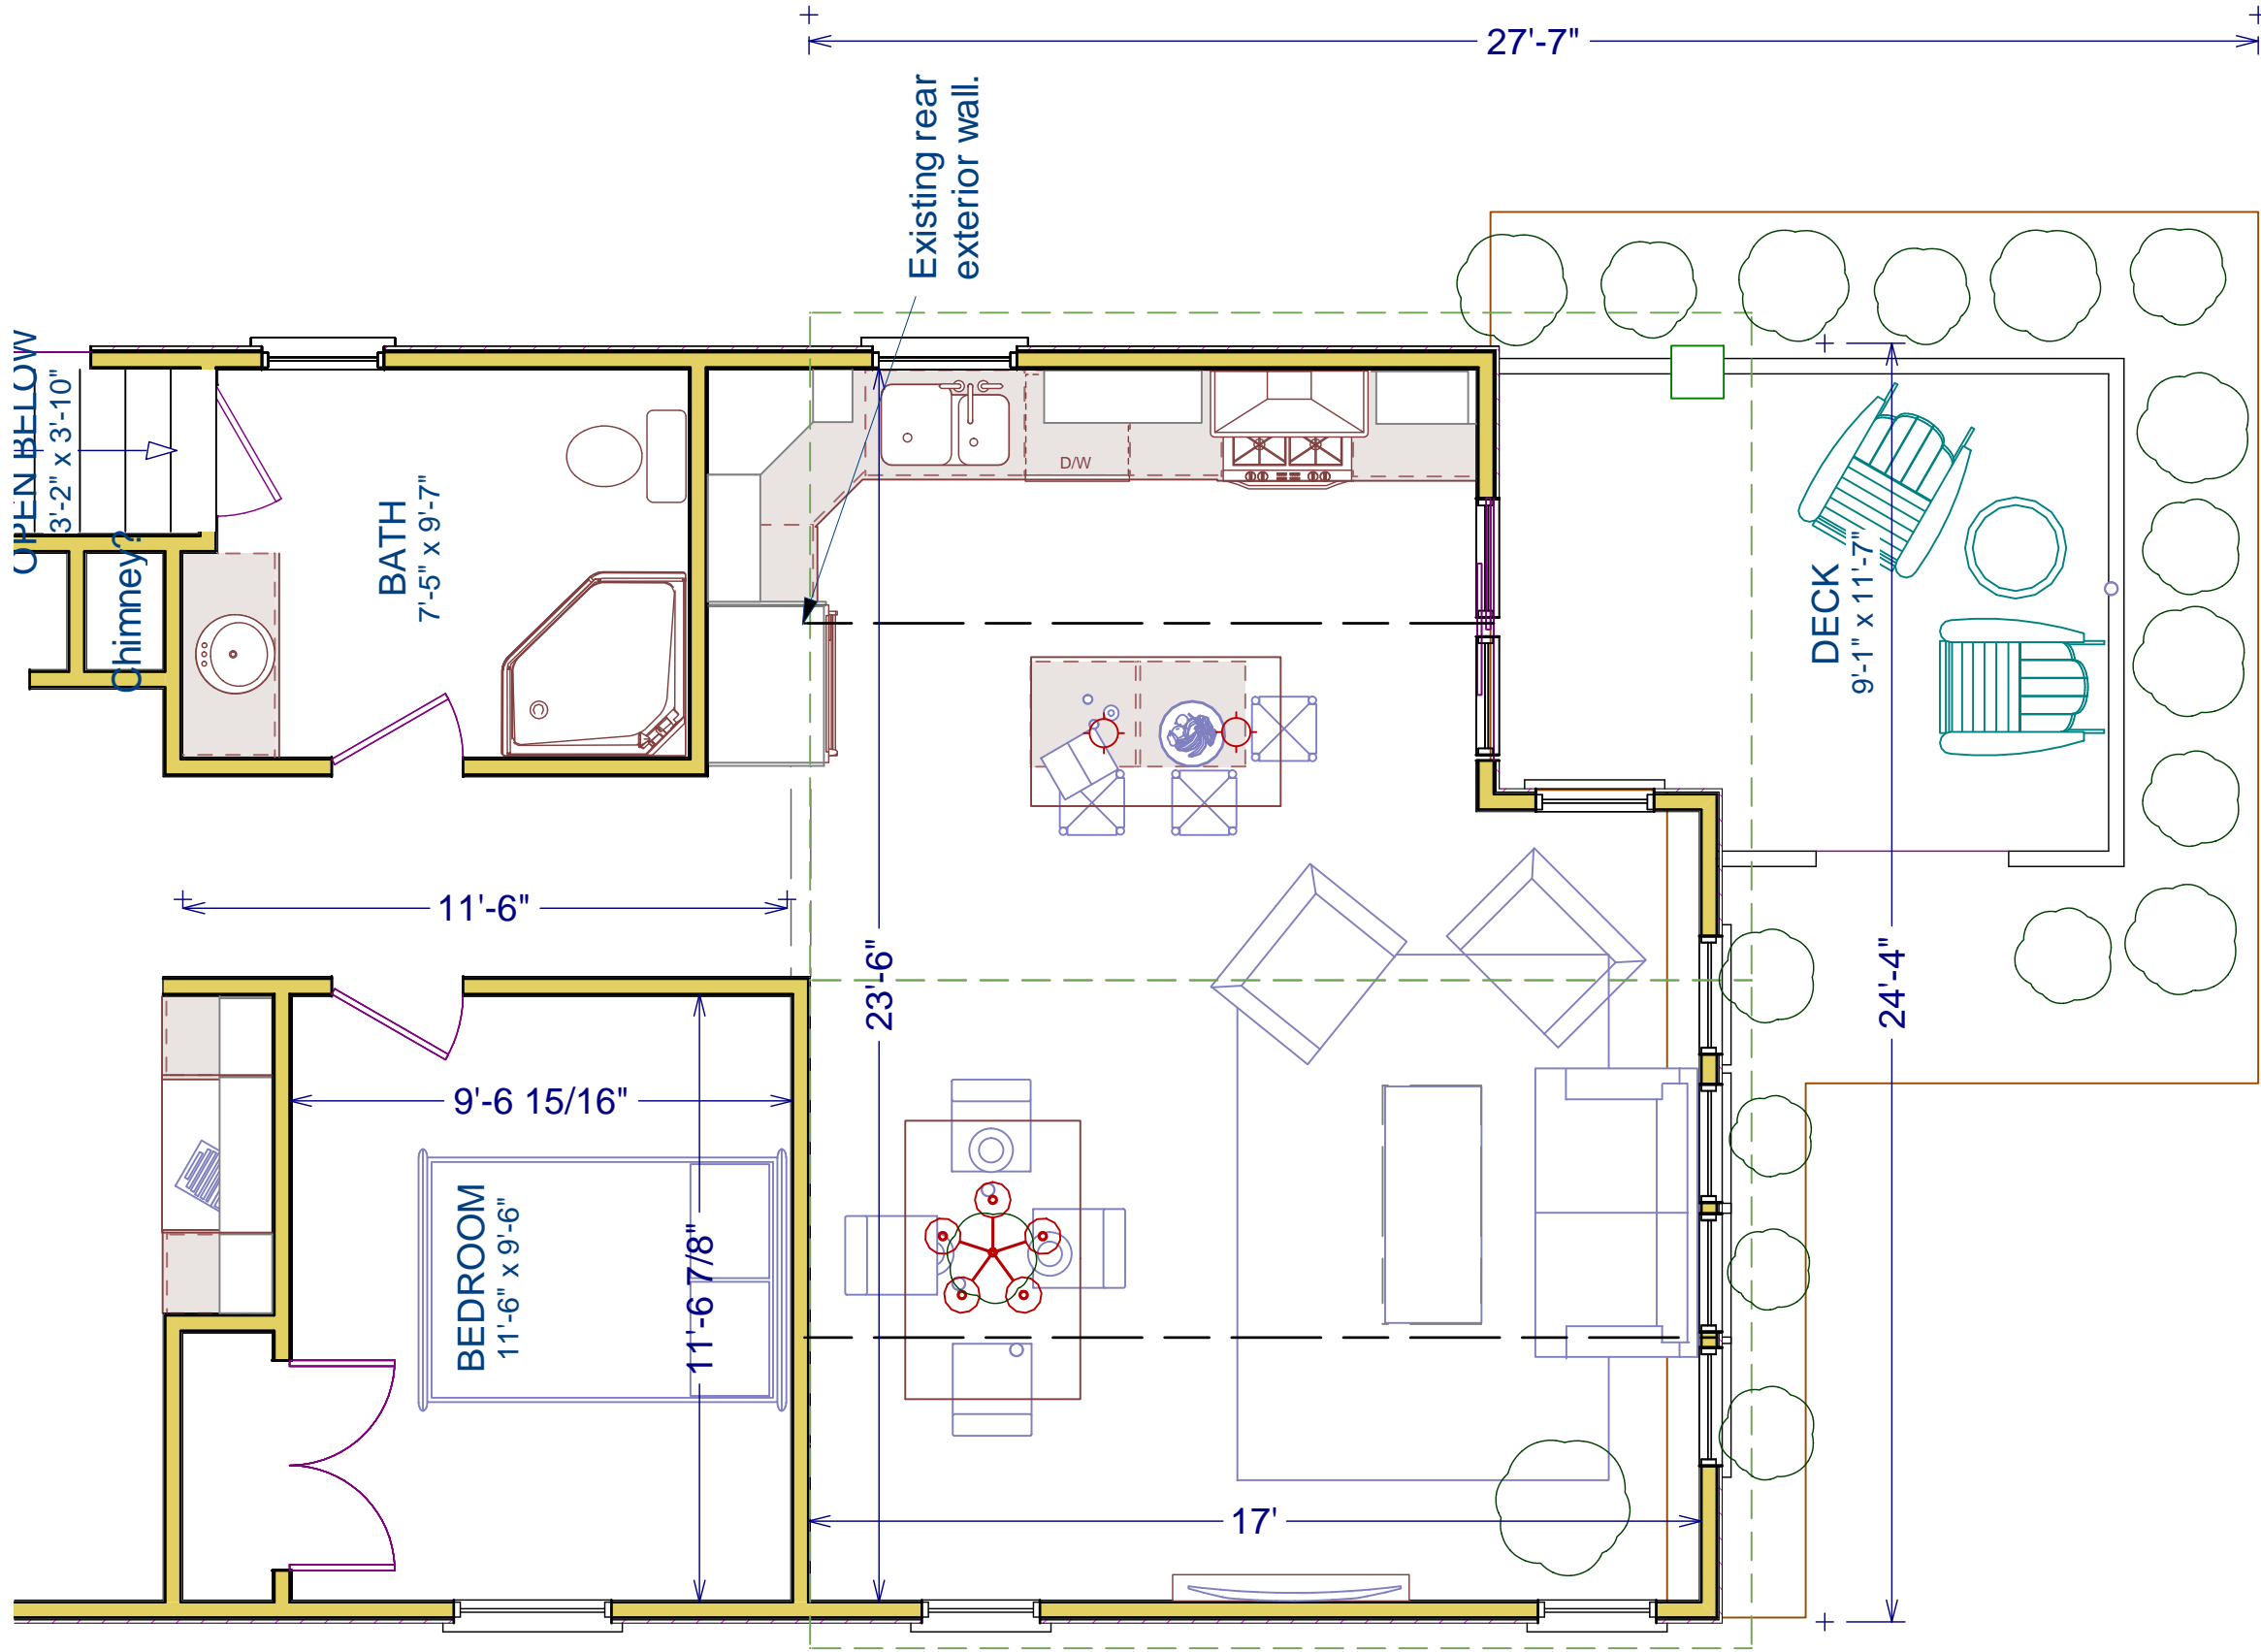 27'-7"
Existing rear
exterior wall.
OPEN BELOW
3'-2" x 3'-10"
Chimney?
BATH
7'-5" x 9'-7"
D/W
DECK
9'-1" x 11'-7"
11'-6"
23'-6"
24'-4"
9'-6 15/16"
BEDROOM
11'-6" x 9'-6"
11'-6 7/8"
17'